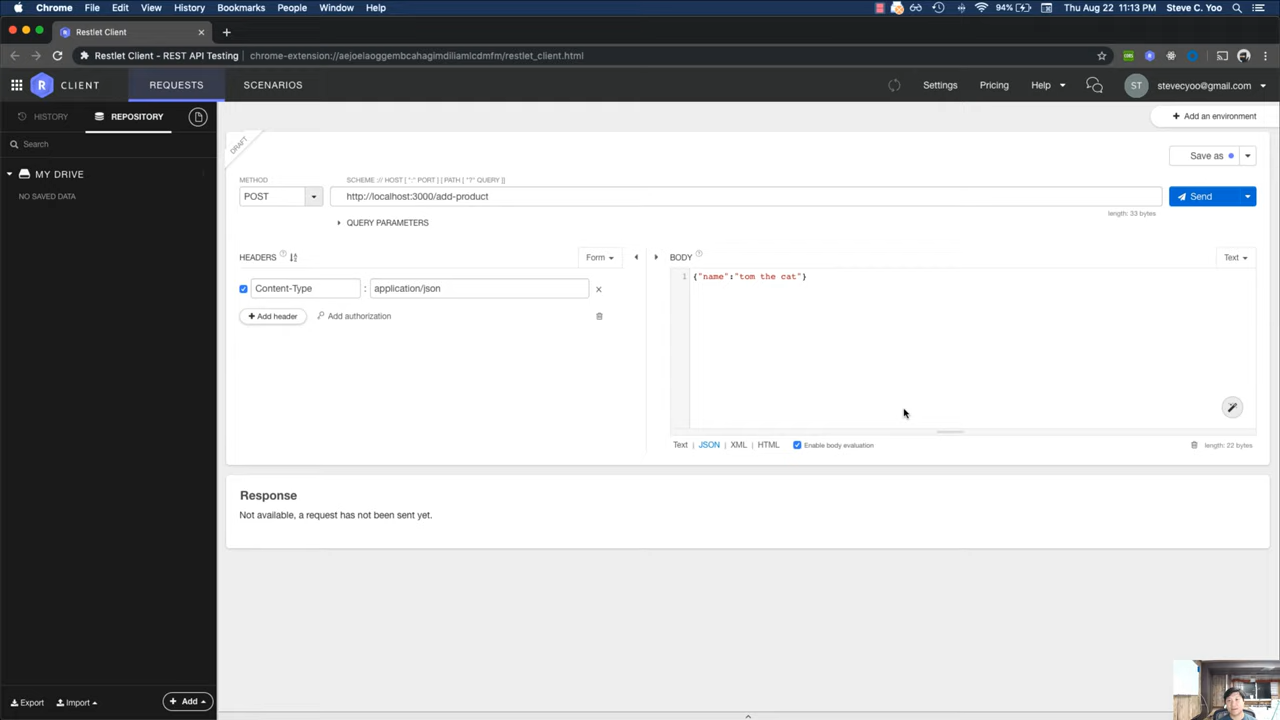 Chrome File Edit View History Bookmarks People Window Help 94% Thu Aug 22 11:13 PM Steve C. Yoo
Restlet Client
Restlet Client - REST API Testing chrome-extension://aejoelaoggembcahagimdiliamlcdmfm/restlet_client.html
R CLIENT REQUESTS SCENARIOS Settings Pricing Help ST stevecyoo@gmail.com
HISTORY REPOSITORY
+ Add an environment
Search
DRAFT
Save as
MY DRIVE
NO SAVED DATA
METHOD SCHEME :// HOST [ ":" PORT ] [ PATH [ "?" QUERY ]]
POST http://localhost:3000/add-product Send
length: 33 bytes
QUERY PARAMETERS
HEADERS ? Form BODY ? Text
1 {"name":"tom the cat"}
Content-Type : application/json ×
+ Add header Add authorization
Text | JSON | XML | HTML Enable body evaluation length: 22 bytes
Response
Not available, a request has not been sent yet.
Export Import + Add